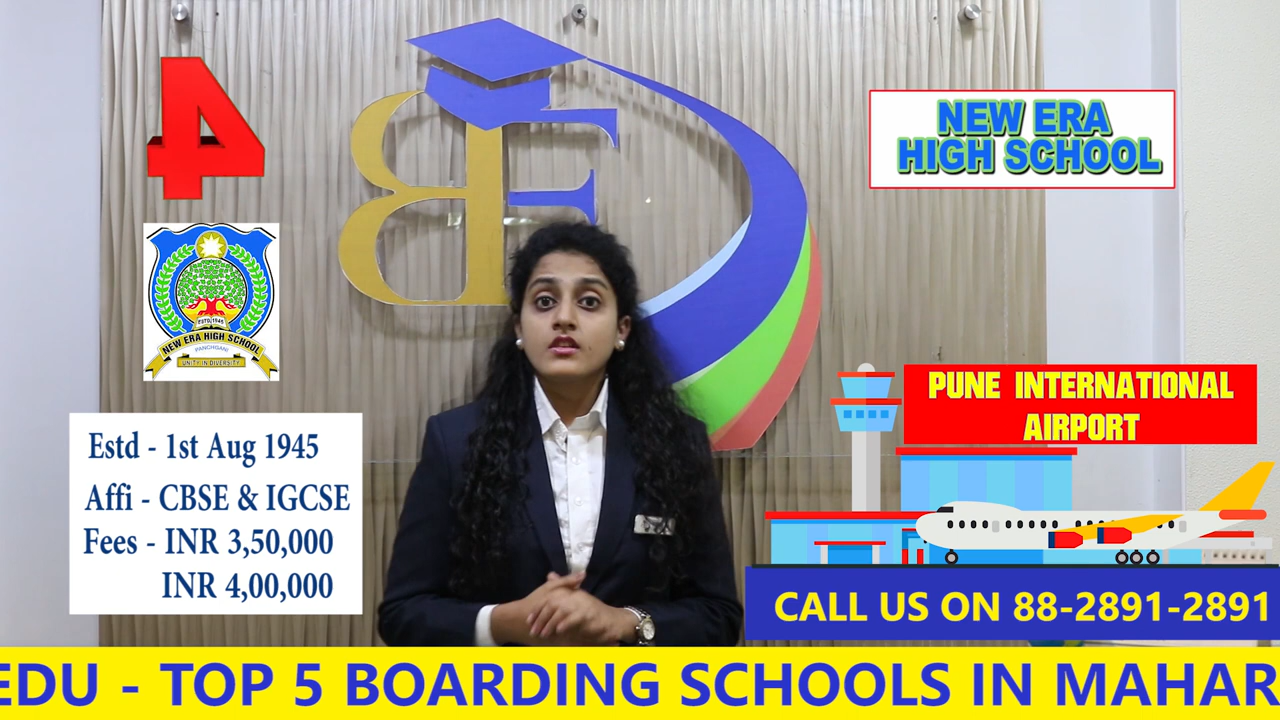 4
BF
NEW ERA
HIGH SCHOOL
ESTD. 1945
NEW ERA HIGH SCHOOL
PANCHGANI
UNITY IN DIVERSITY
Estd - 1st Aug 1945
Affi - CBSE & IGCSE
Fees - INR 3,50,000
INR 4,00,000
PUNE INTERNATIONAL
AIRPORT
CALL US ON 88-2891-2891
EDU - TOP 5 BOARDING SCHOOLS IN MAHAR